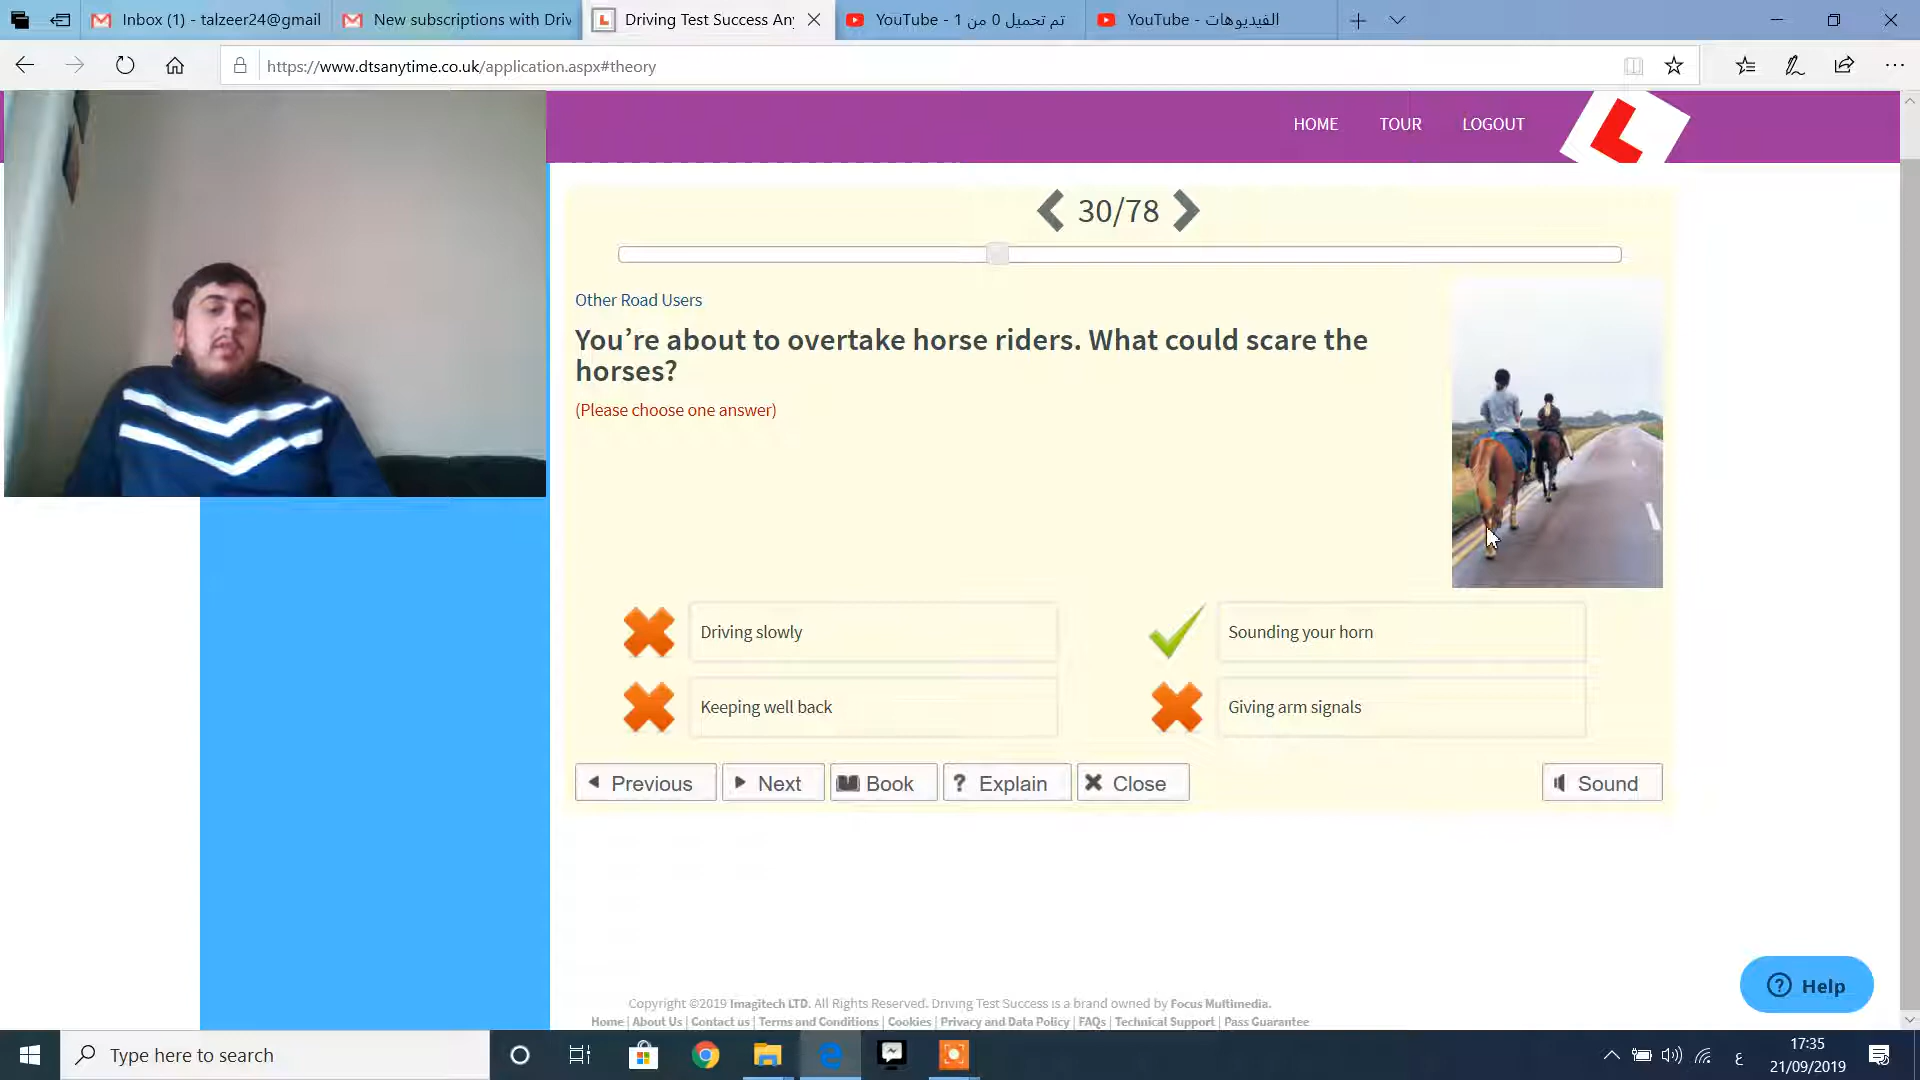 Inbox (1) - talzeer24@gmail
New subscriptions with Driv
Driving Test Success Any
YouTube - تم تحميل 0 من 1
YouTube - الفيديوهات
https://www.dtsanytime.co.uk/application.aspx#theory
HOME TOUR LOGOUT
30/78
Other Road Users
You’re about to overtake horse riders. What could scare the
horses?
(Please choose one answer)
Driving slowly
Sounding your horn
Keeping well back
Giving arm signals
Previous Next Book ? Explain Close Sound
? Help
Copyright ©2019 Imagitech LTD. All Rights Reserved. Driving Test Success is a brand owned by Focus Multimedia.
Home | About Us | Contact us | Terms and Conditions | Cookies | Privacy and Data Policy | FAQs | Technical Support | Pass Guarantee
Type here to search
ع
17:35
21/09/2019